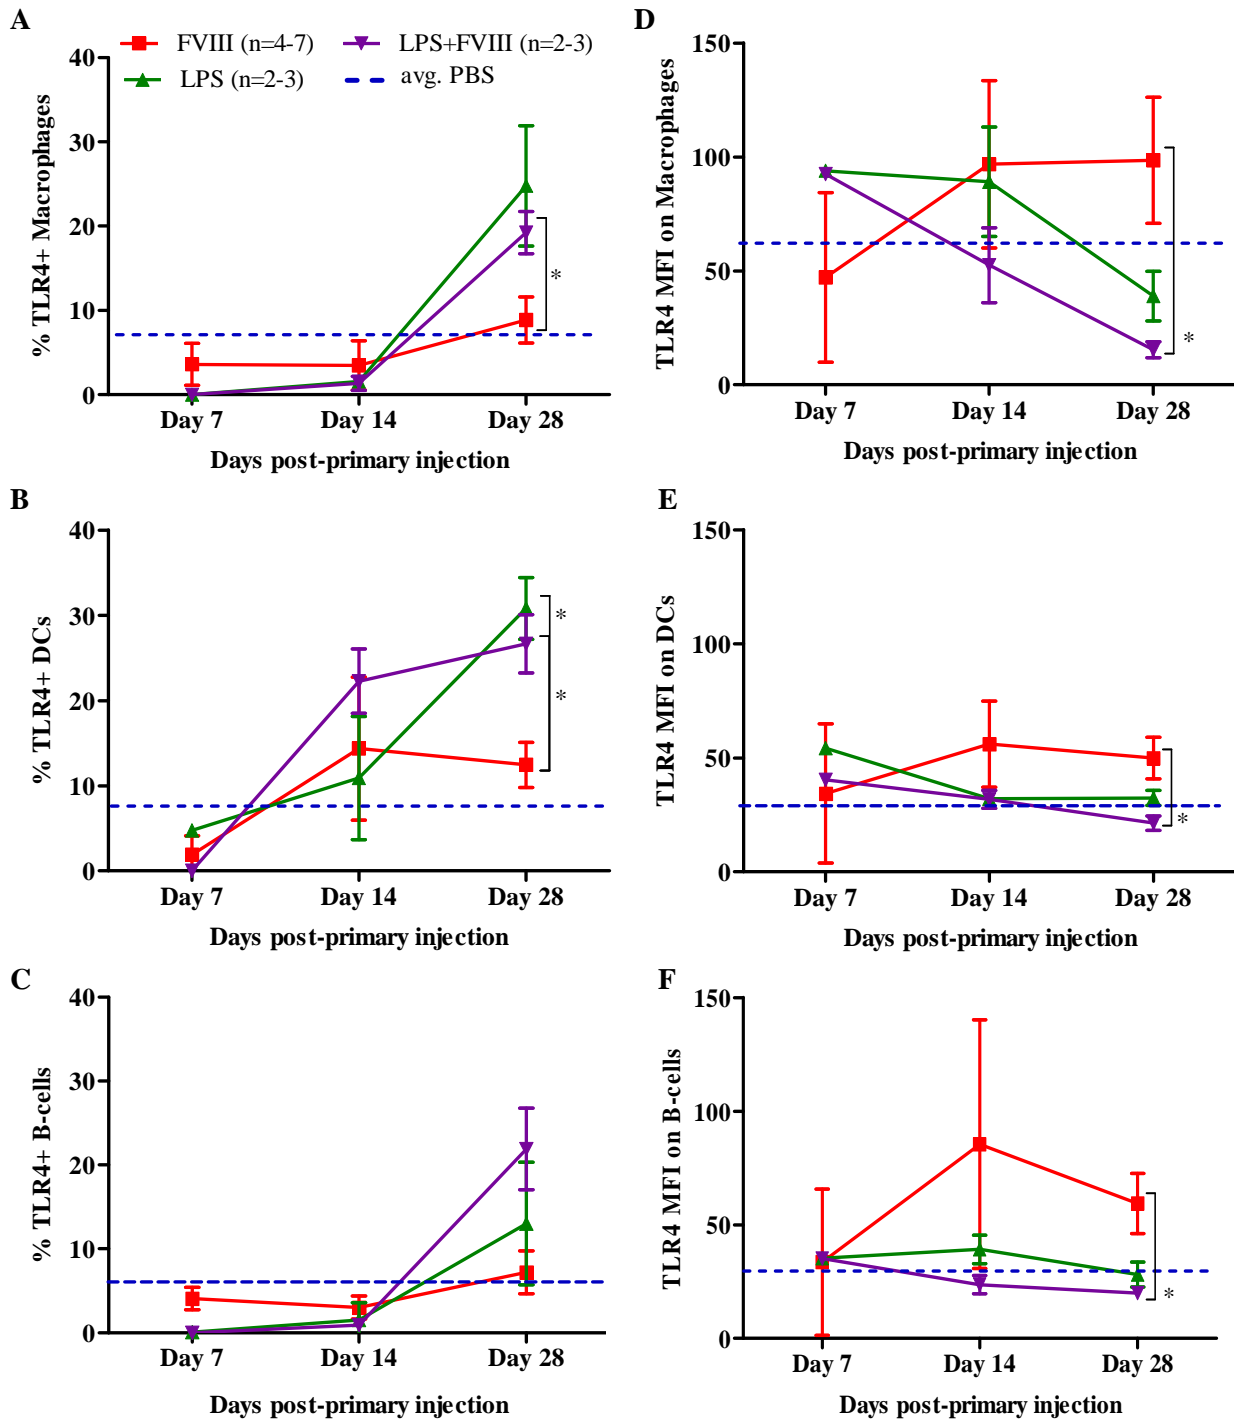 A
FVIII (n=4-7)
LPS+FVIII (n=2-3)
LPS (n=2-3)
avg. PBS
% TLR4+ Macrophages
40
30
20
10
0
*
Day 7 Day 14 Day 28
Days post-primary injection
D
TLR4 MFI on Macrophages
150
100
50
0
*
Day 7 Day 14 Day 28
Days post-primary injection
B
% TLR4+ DCs
40
30
20
10
0
*
*
Day 7 Day 14 Day 28
Days post-primary injection
E
TLR4 MFI on DCs
150
100
50
0
*
Day 7 Day 14 Day 28
Days post-primary injection
C
% TLR4+ B-cells
40
30
20
10
0
Day 7 Day 14 Day 28
Days post-primary injection
F
TLR4 MFI on B-cells
150
100
50
0
*
Day 7 Day 14 Day 28
Days post-primary injection